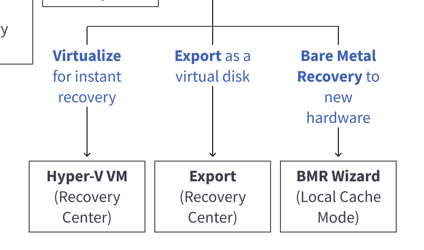 y
Virtualize
for instant
recovery
Export as a
virtual disk
Bare Metal
Recovery to
new
hardware
Hyper-V VM
(Recovery
Center)
Export
(Recovery
Center)
BMR Wizard
(Local Cache
Mode)